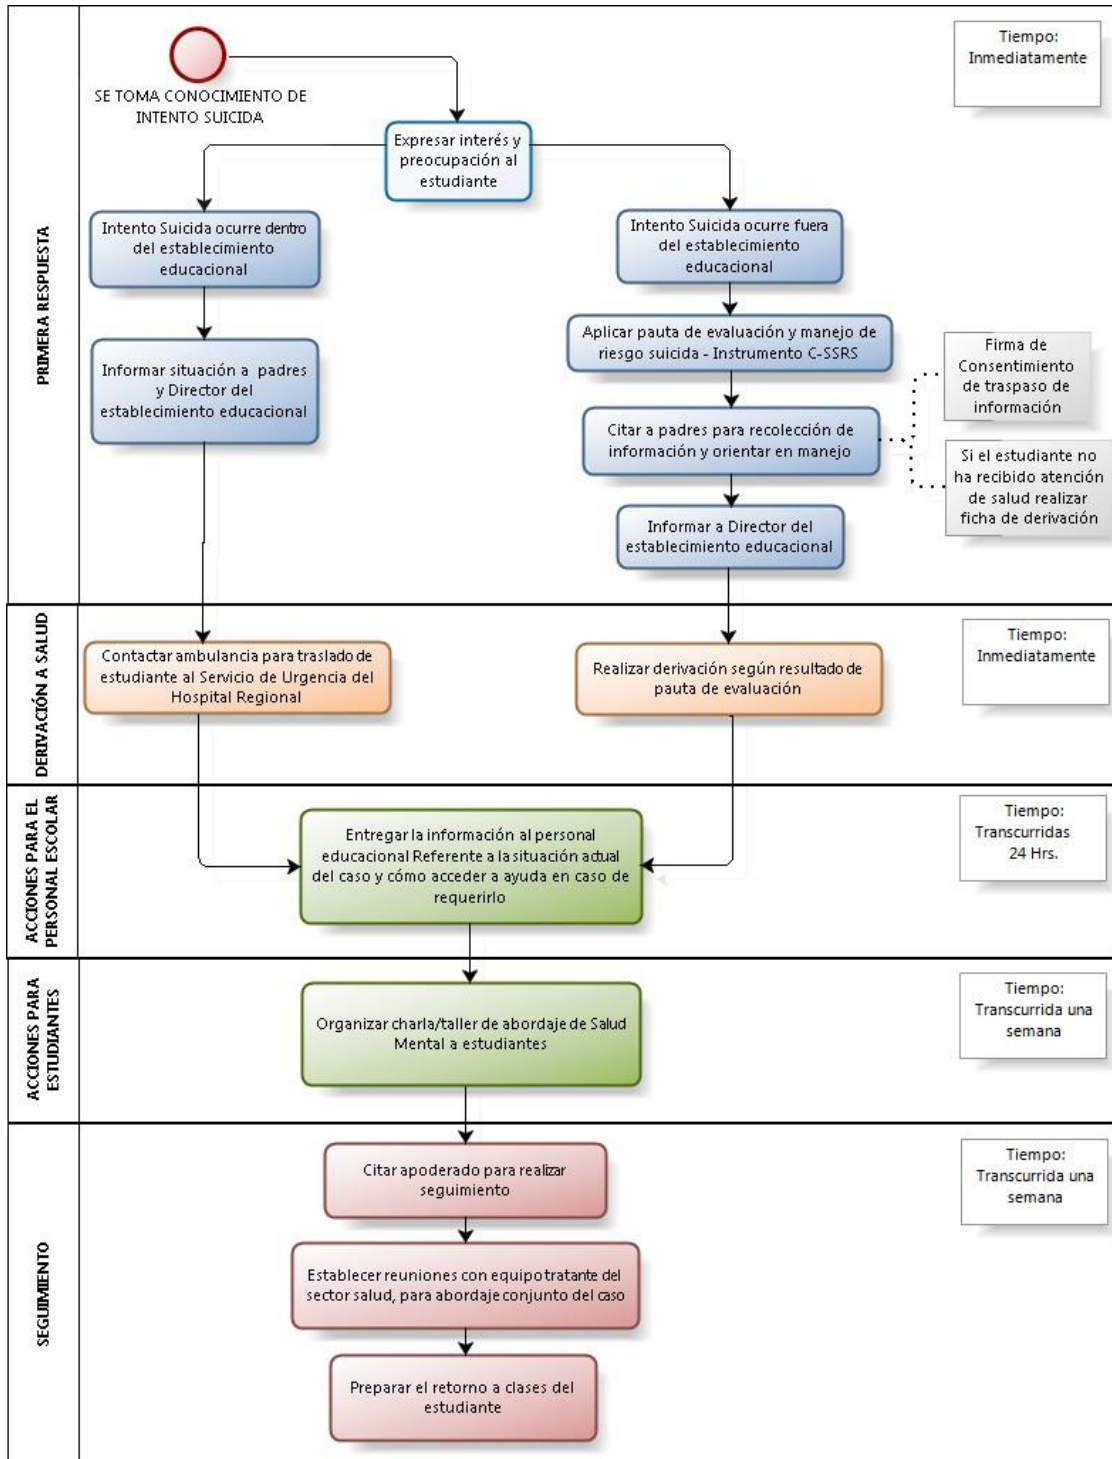 Tiempo:
Inmediatamente
SE TOMA CONOCIMIENTO DE
INTENTO SUICIDA
Expresar interés y
preocupación al
estudiante
PRIMERA RESPUESTA
Intento Suicida ocurre dentro
del establecimiento
educacional
Intento Suicida ocurre fuera
del establecimiento
educacional
Informar situación a padres
y Director del
establecimiento educacional
Aplicar pauta de evaluación y manejo de
riesgo suicida - Instrumento C-SSRS
Firma de
Consentimiento
de traspaso de
información
Citar a padres para recolección de
información y orientar en manejo
Si el estudiante no
ha recibido atención
de salud realizar
ficha de derivación
Informar a Director del
establecimiento educacional
DERIVACIÓN A SALUD
Contactar ambulancia para traslado de
estudiante al Servicio de Urgencia del
Hospital Regional
Realizar derivación según resultado de
pauta de evaluación
Tiempo:
Inmediatamente
ACCIONES PARA EL
PERSONAL ESCOLAR
Entregar la información al personal
educacional Referente a la situación actual
del caso y cómo acceder a ayuda en caso de
requerirlo
Tiempo:
Transcurridas
24 Hrs.
ACCIONES PARA
ESTUDIANTES
Organizar charla/taller de abordaje de Salud
Mental a estudiantes
Tiempo:
Transcurrida una
semana
SEGUIMIENTO
Citar apoderado para realizar
seguimiento
Tiempo:
Transcurrida una
semana
Establecer reuniones con equipo tratante del
sector salud, para abordaje conjunto del caso
Preparar el retorno a clases del
estudiante